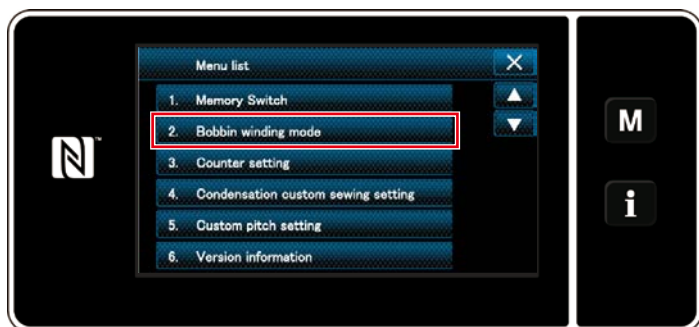 Menu list
1. Memory Switch
2. Bobbin winding mode
3. Counter setting
4. Condensation custom sewing setting
5. Custom pitch setting
6. Version information
M
i
N